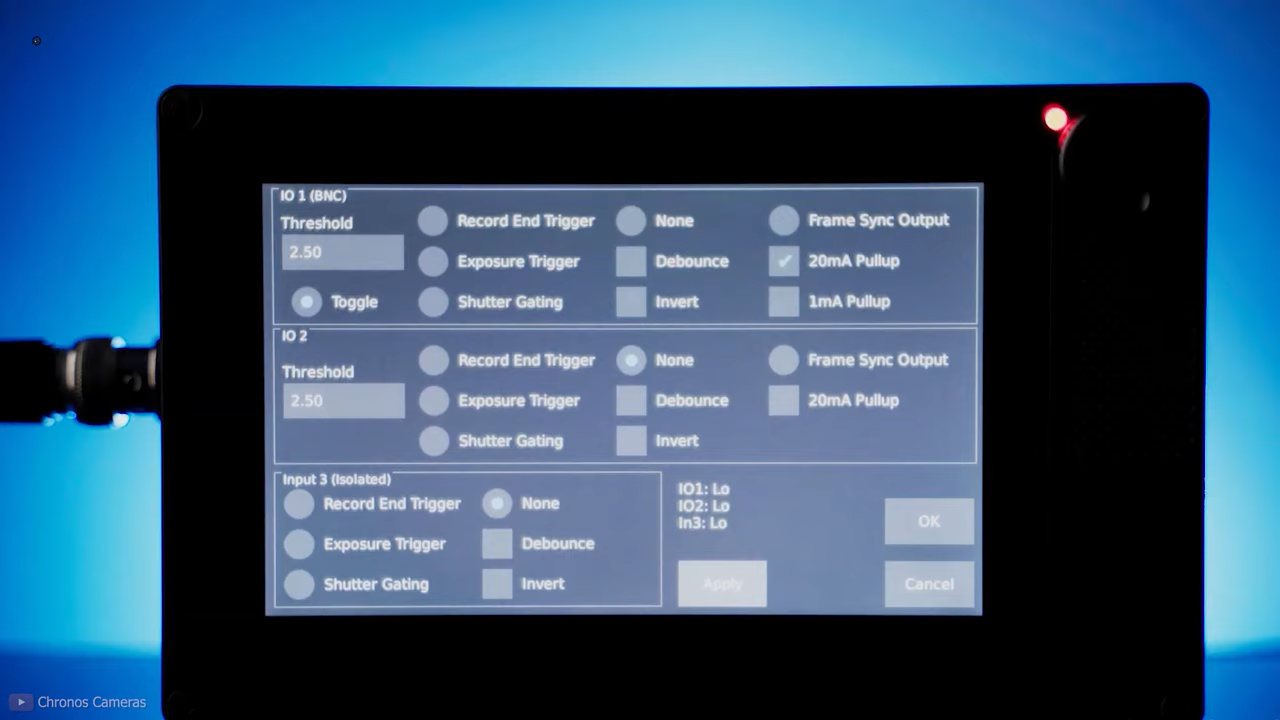 IO 1 (BNC)
Threshold
2.50
Toggle
Record End Trigger
Exposure Trigger
Shutter Gating
None
Debounce
Invert
Frame Sync Output
20mA Pullup
1mA Pullup
IO 2
Threshold
2.50
Record End Trigger
Exposure Trigger
Shutter Gating
None
Debounce
Invert
Frame Sync Output
20mA Pullup
Input 3 (Isolated)
Record End Trigger
Exposure Trigger
Shutter Gating
None
Debounce
Invert
IO1: Lo
IO2: Lo
In3: Lo
Apply
OK
Cancel
Chronos Cameras